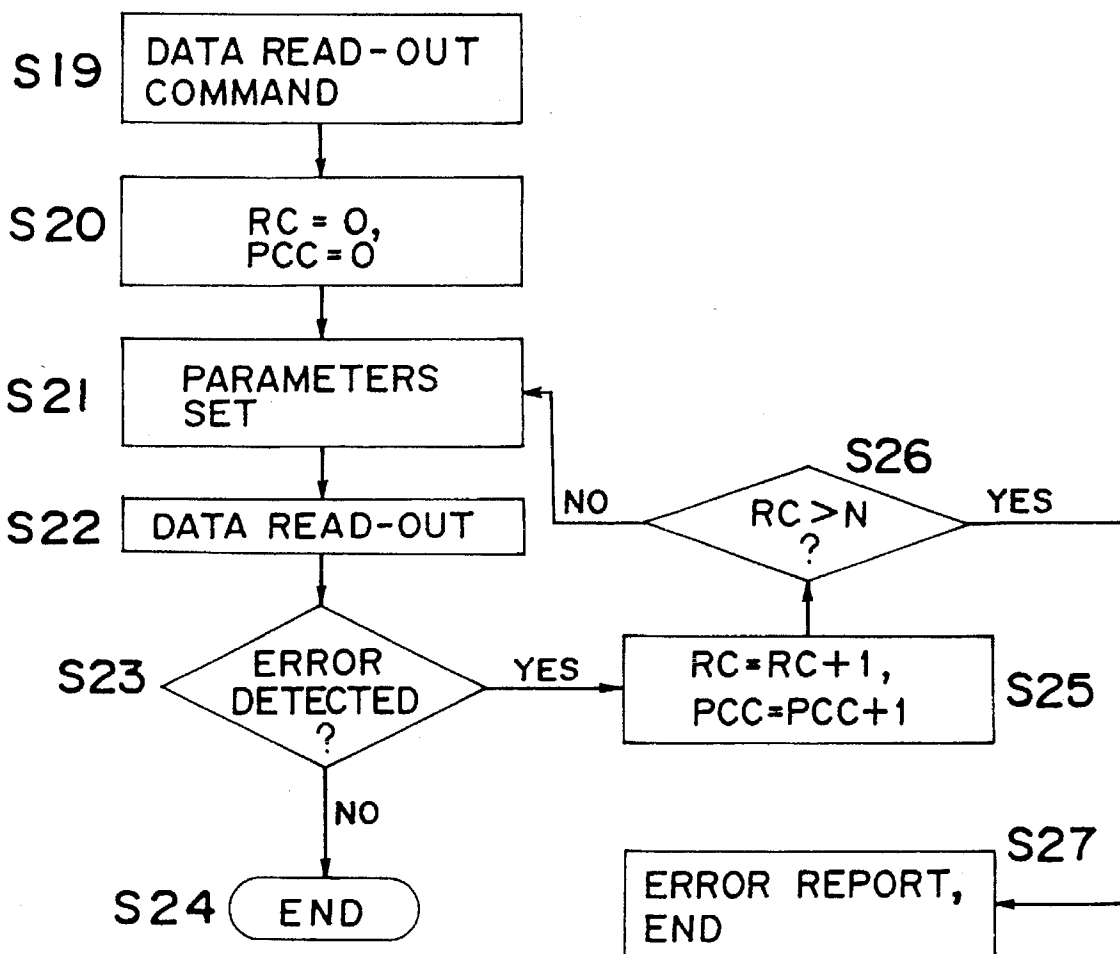 S19
DATA READ-OUT
COMMAND
S20
RC = 0,
PCC = 0
S21
PARAMETERS
SET
S22
DATA READ-OUT
S23
ERROR
DETECTED
?
YES
NO
S24
END
S25
RC=RC+1,
PCC=PCC+1
S26
RC>N
?
NO
YES
S27
ERROR REPORT,
END